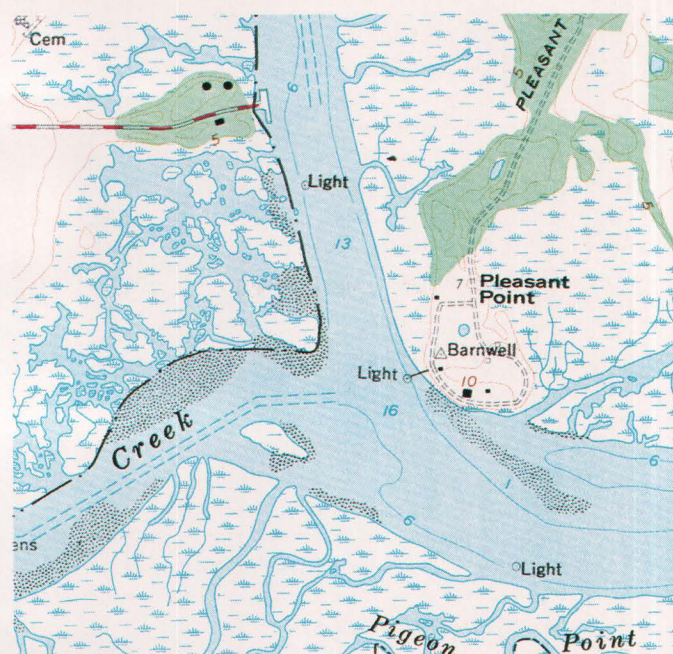 Cem
PLEASANT
5
6
5
Light
5
13
7
Pleasant
Point
Barnwell
Light
10
16
Creek
6
1
6
ens
Light
Pigeon
Point